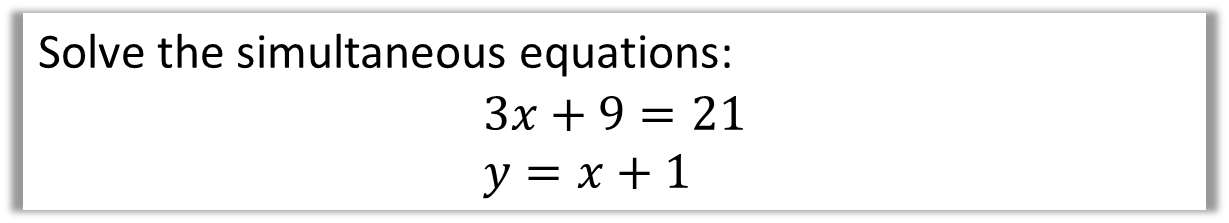 Solve the simultaneous equations:
3x + 9 = 21
y = x + 1